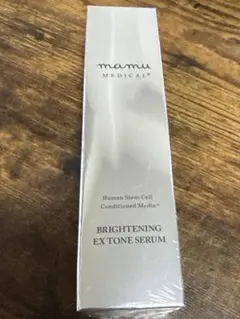 mamu
MEDICAL®
Human Stem Cell
Conditioned Media*
BRIGHTENING
EX TONE SERUM